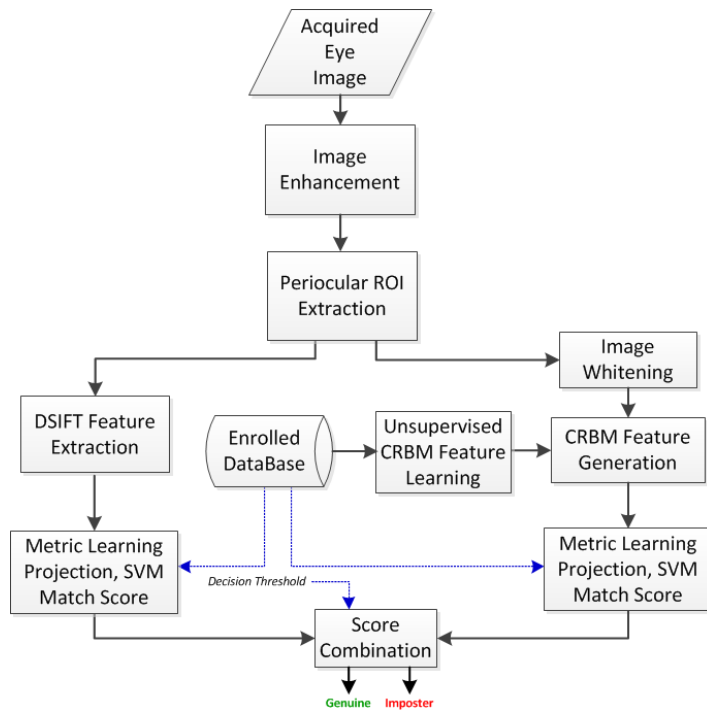 Acquired
Eye
Image
Image
Enhancement
Periocular ROI
Extraction
Image
Whitening
DSIFT Feature
Extraction
Enrolled
DataBase
Unsupervised
CRBM Feature
Learning
CRBM Feature
Generation
Metric Learning
Projection, SVM
Match Score
Decision Threshold
Metric Learning
Projection, SVM
Match Score
Score
Combination
Genuine
Imposter